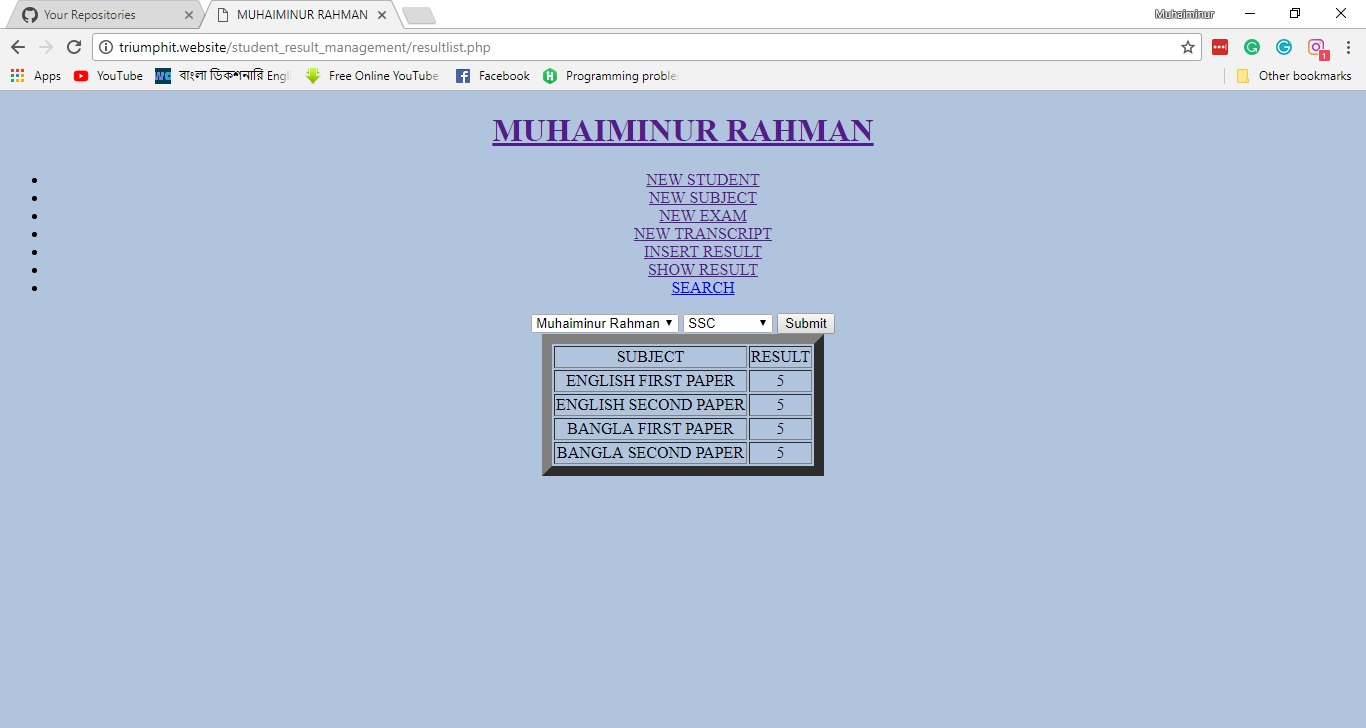 Your Repositories
MUHAIMINUR RAHMAN
Muhaiminur
triumphit.website/student_result_management/resultlist.php
1
Apps
YouTube
বাংলা ডিকশনারি Engl
Free Online YouTube
Facebook
Programming proble
Other bookmarks
MUHAIMINUR RAHMAN
NEW STUDENT
NEW SUBJECT
NEW EXAM
NEW TRANSCRIPT
INSERT RESULT
SHOW RESULT
SEARCH
Muhaiminur Rahman SSC Submit
SUBJECT RESULT
ENGLISH FIRST PAPER 5
ENGLISH SECOND PAPER 5
BANGLA FIRST PAPER 5
BANGLA SECOND PAPER 5